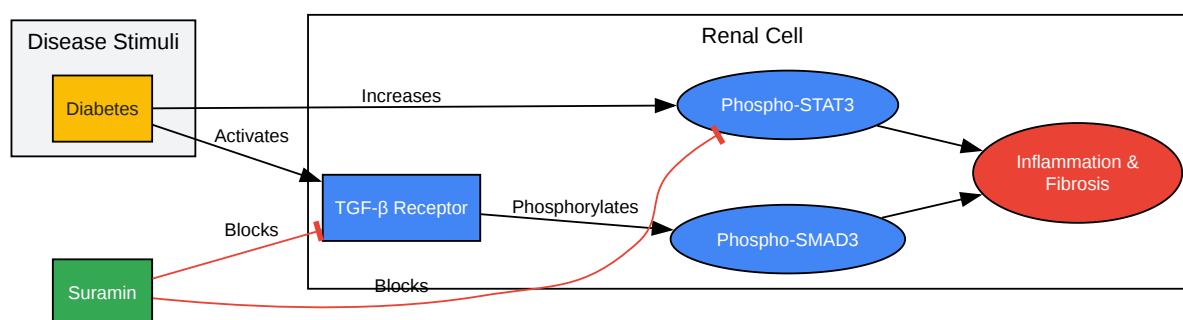 Disease Stimuli
Renal Cell
Diabetes
Increases
Phospho-STAT3
Activates
Inflammation &
Fibrosis
TGF-β Receptor
Phosphorylates
Blocks
Phospho-SMAD3
Suramin
Blocks